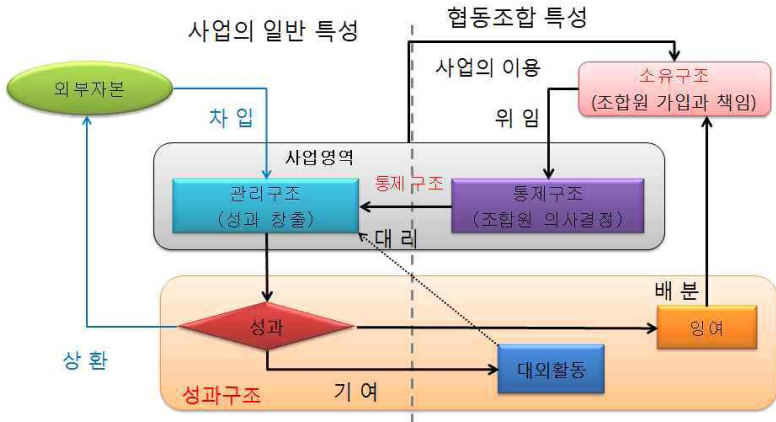 사업의 일반 특성
협동조합 특성
외부자본
사업의 이용
소유구조
(조합원 가입과 책임)
차 입
위 임
사업영역
관리구조
(성과 창출)
통제 구조
통제구조
(조합원 의사결정)
대 리
배 분
성과
잉여
상 환
대외활동
성과구조
기 여